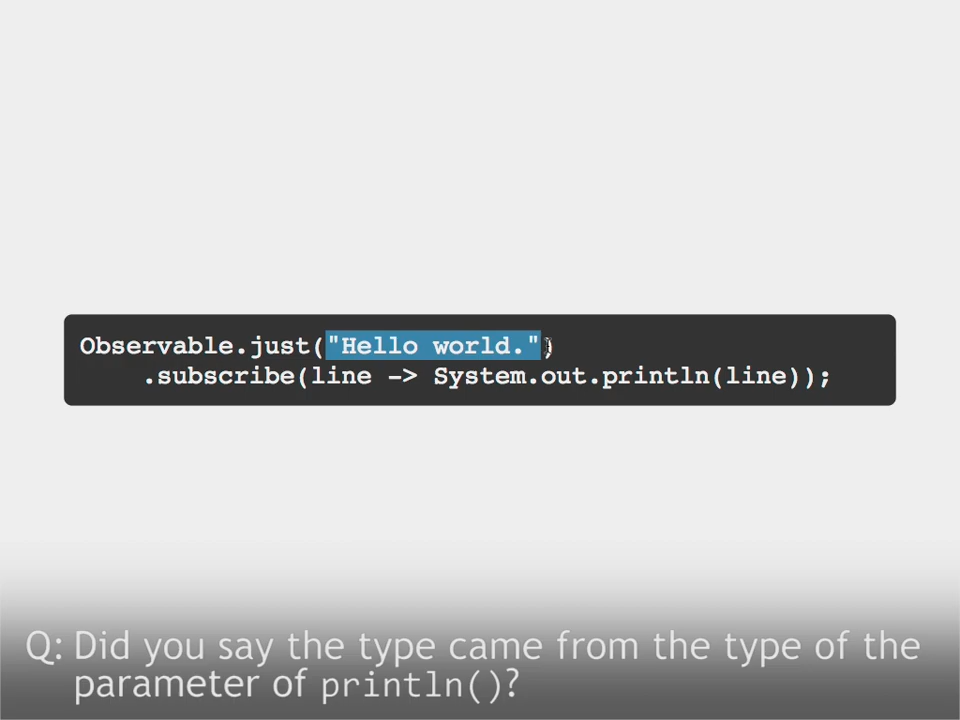 Observable.just("Hello world.")
.subscribe(line -> System.out.println(line));
Q: Did you say the type came from the type of the
parameter of println()?